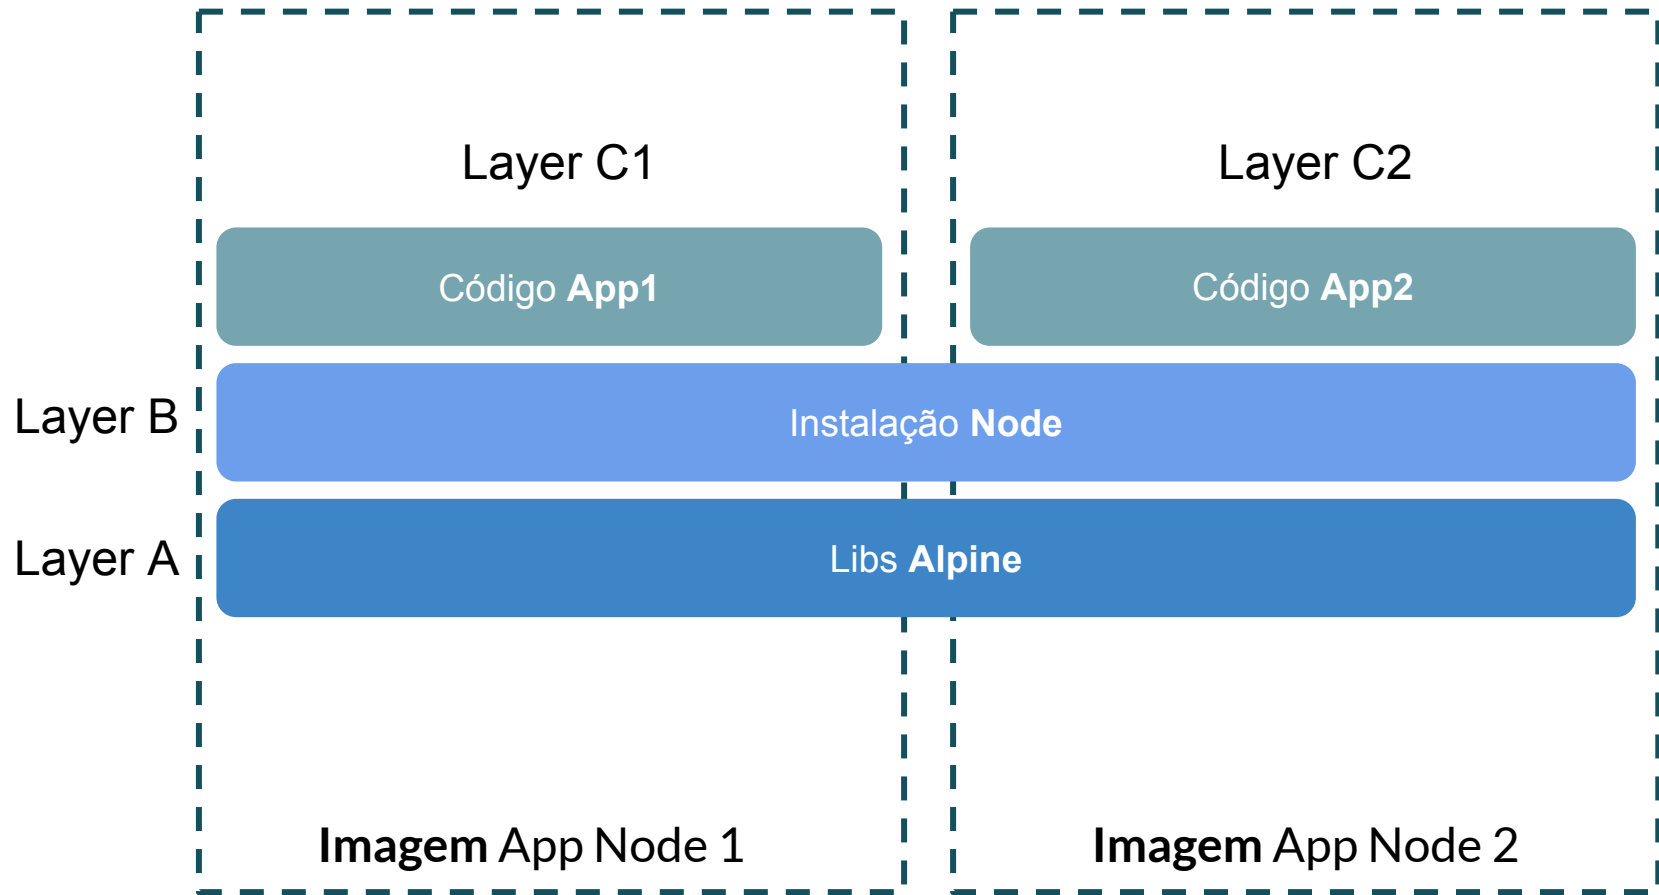 Layer C1
Layer C2
Código App1
Código App2
Layer B
Instalação Node
Layer A
Libs Alpine
Imagem App Node 1
Imagem App Node 2